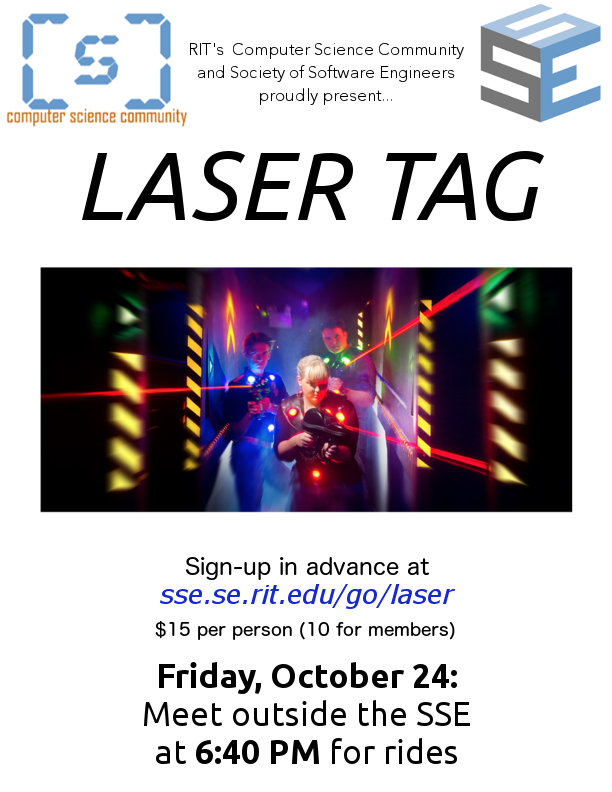 [S]
computer science community
RIT's  Computer Science Community
and Society of Software Engineers
proudly present...
SSE
LASER TAG
Sign-up in advance at
sse.se.rit.edu/go/laser
$15 per person (10 for members)
Friday, October 24:
Meet outside the SSE
at 6:40 PM for rides